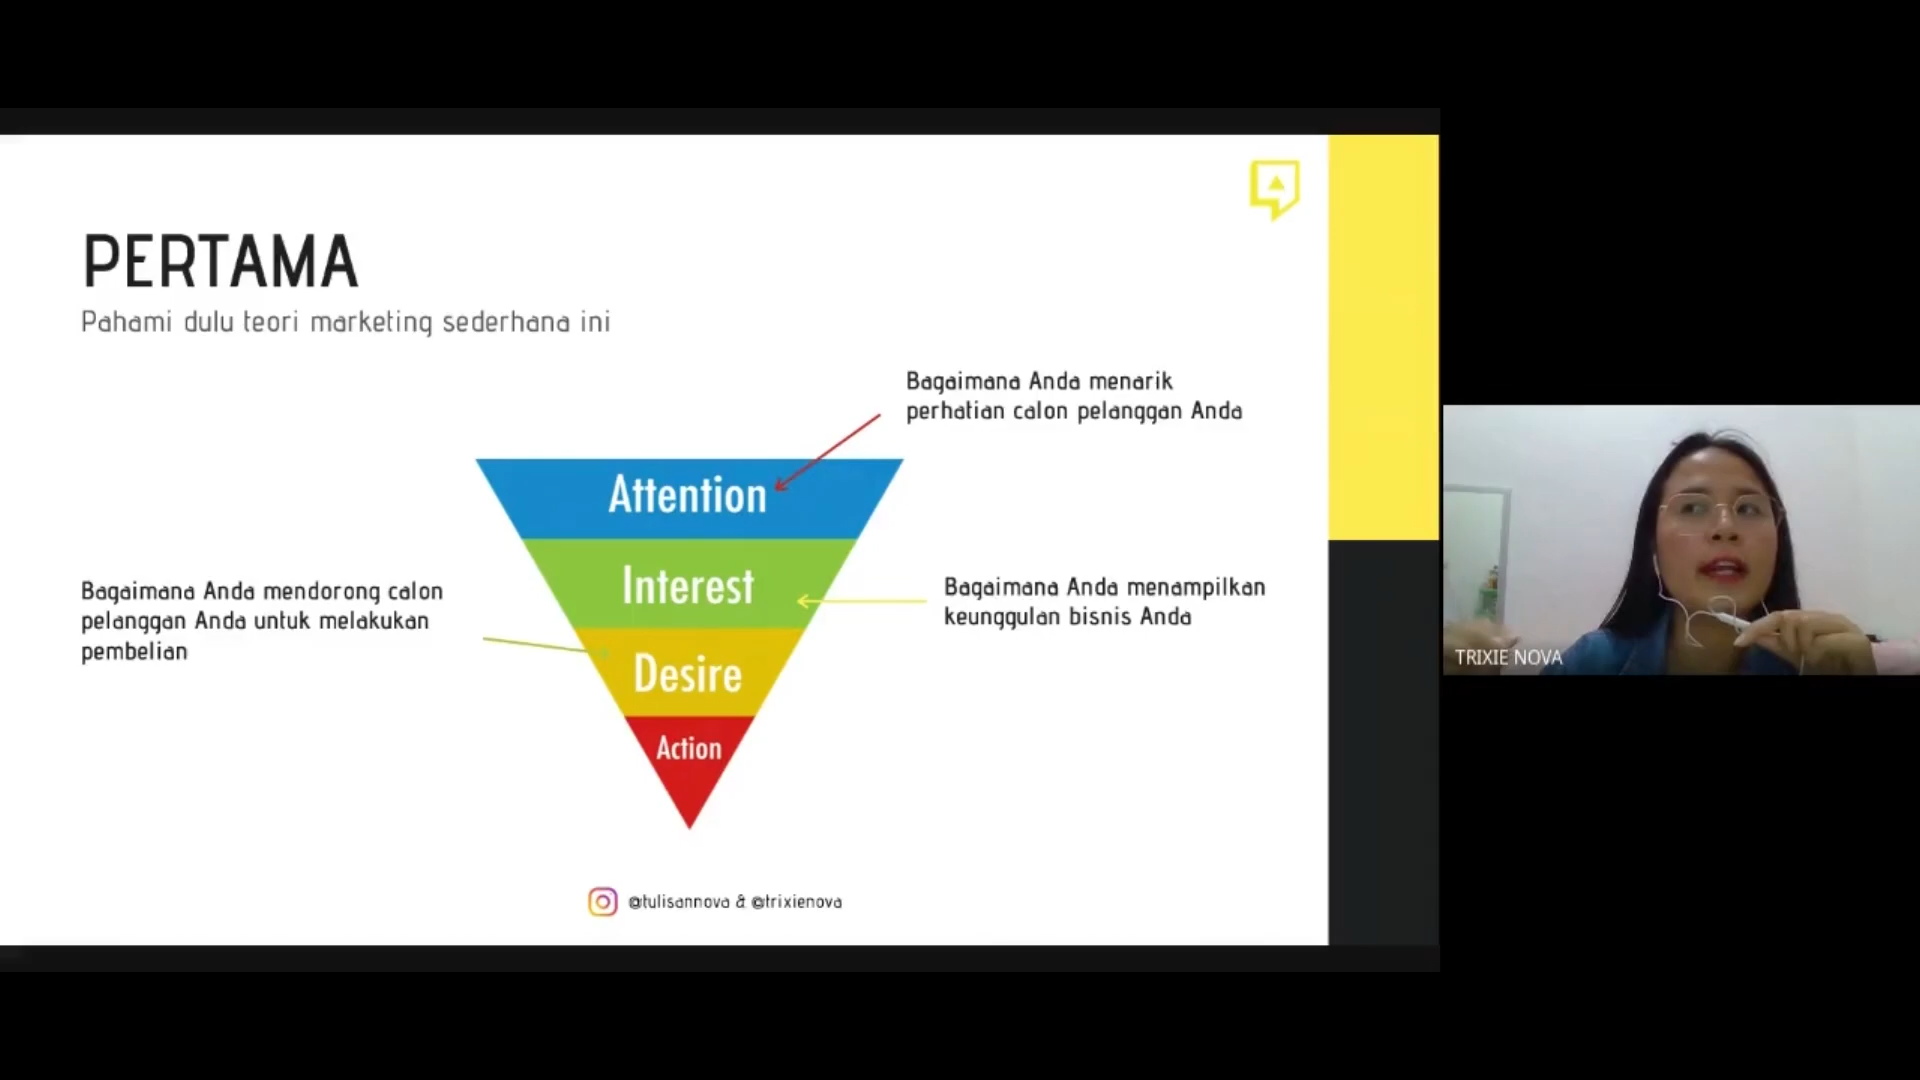 PERTAMA
Pahami dulu teori marketing sederhana ini
Bagaimana Anda menarik
perhatian calon pelanggan Anda
Attention
Interest
Bagaimana Anda menampilkan
keunggulan bisnis Anda
Bagaimana Anda mendorong calon
pelanggan Anda untuk melakukan
pembelian
Desire
Action
@tulisannova & @trixienova
TRIXIE NOVA